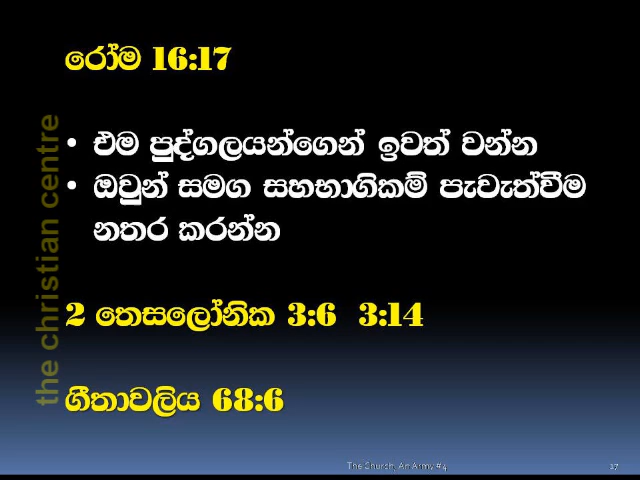 රෝම 16:17
• එම පුද්ගලයන්ගෙන් ඉවත් වන්න
• ඔවුන් සමග සහභාගිකම් පැවැත්වීම
නතර කරන්න
2 තෙසලෝනික 3:6 3:14
ගීතාවලිය 68:6
the christian centre
The Church, An Army #4
17